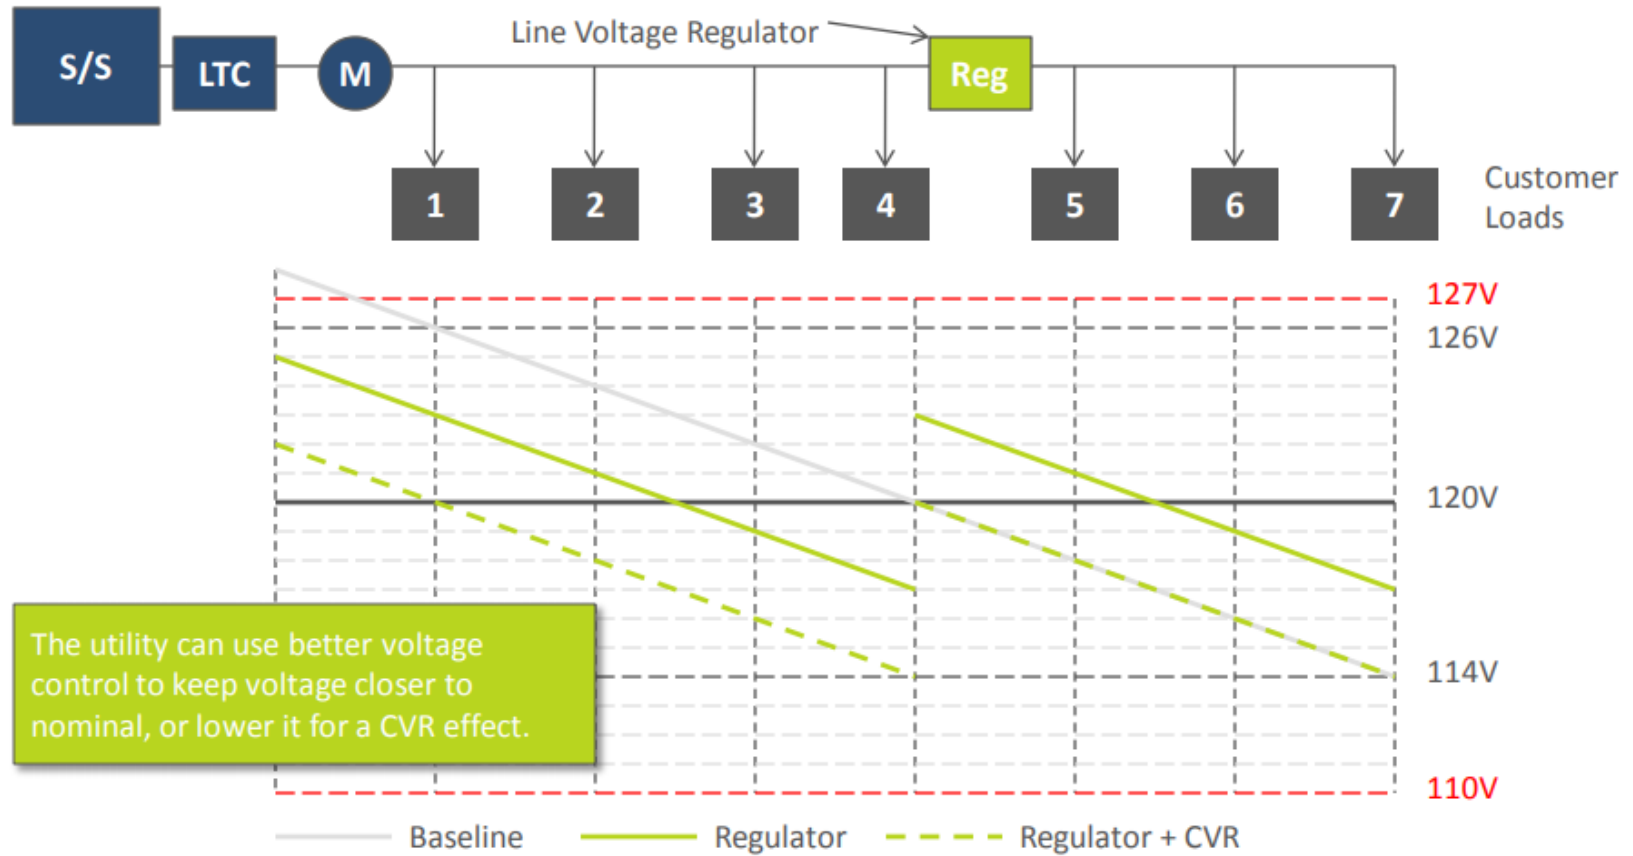 Line Voltage Regulator
S/S
LTC
M
Reg
1
2
3
4
5
6
7
Customer
Loads
127V
126V
120V
114V
110V
The utility can use better voltage
control to keep voltage closer to
nominal, or lower it for a CVR effect.
Baseline
Regulator
Regulator + CVR